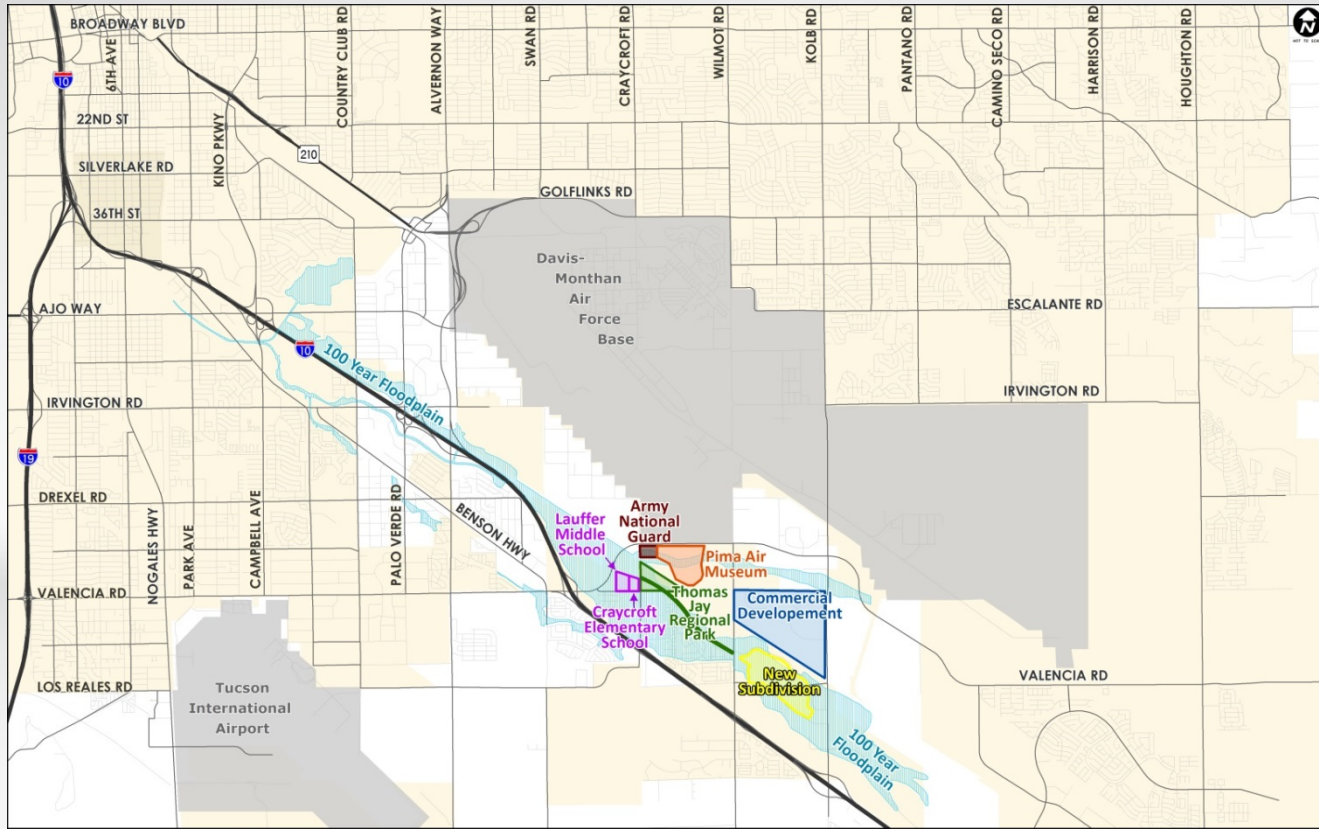 BROADWAY BLVD
6TH AVE
COUNTRY CLUB RD
ALVERNON WAY
SWAN RD
CRAYCROFT RD
WILMOT RD
KOLB RD
PANTANO RD
CAMINO SECO RD
HARRISON RD
HOUGHTON RD
N
10
22ND ST
KINO PKWY
210
SILVERLAKE RD
GOLFLINKS RD
36TH ST
Davis-
Monthan
Air
Force
Base
AJO WAY
ESCALANTE RD
10
100 Year Floodplain
IRVINGTON RD
IRVINGTON RD
19
DREXEL RD
NOGALES HWY
PARK AVE
CAMPBELL AVE
PALO VERDE RD
BENSON HWY
Lauffer
Middle
School
Army
National
Guard
Pima Air
Museum
VALENCIA RD
Craycroft
Elementary
School
Thomas
Jay
Regional
Park
Commercial
Developement
New
Subdivision
VALENCIA RD
LOS REALES RD
Tucson
International
Airport
100 Year
Floodplain